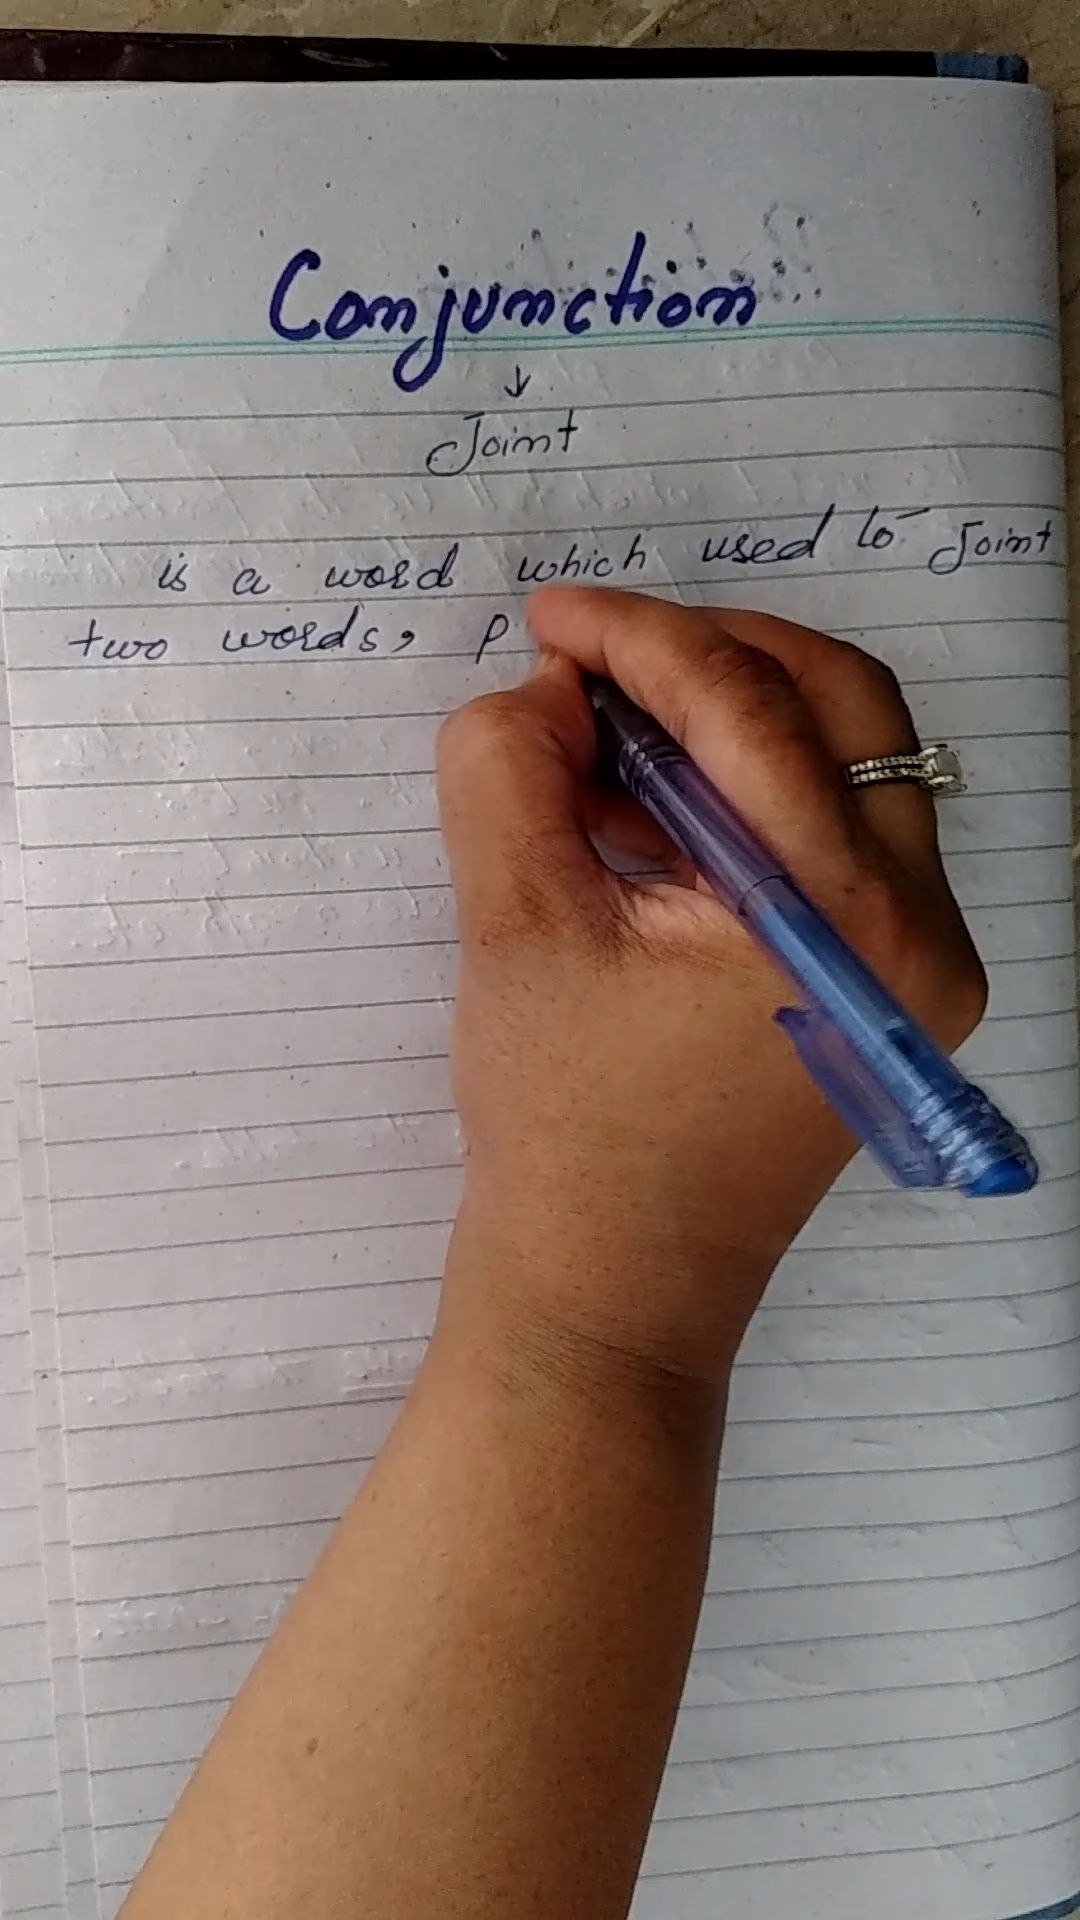 Conjunction
↓
Joint
is a word which used to Joint
two words, P